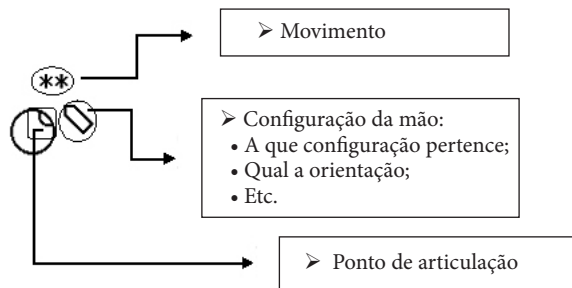 ➢ Movimento
**
➢ Configuração da mão:
• A que configuração pertence;
• Qual a orientação;
• Etc.
➢ Ponto de articulação